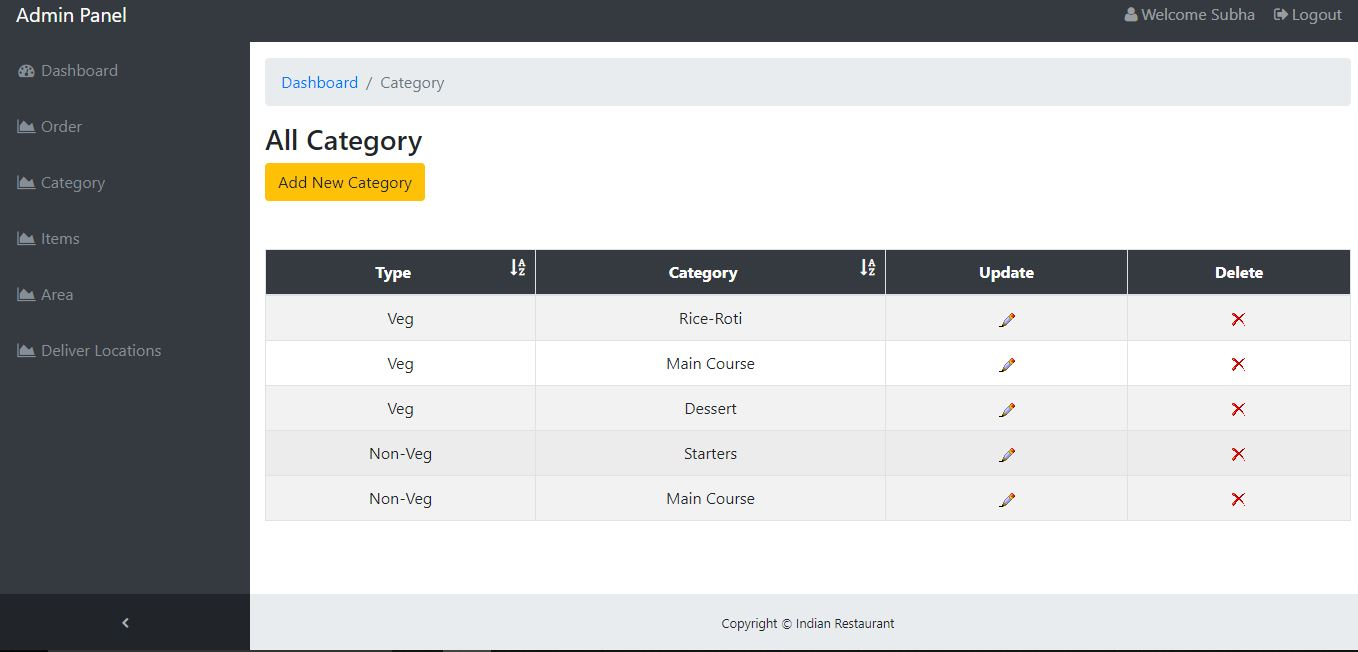 Admin Panel
Welcome Subha
Logout
Dashboard
Order
Category
Items
Area
Deliver Locations
Dashboard / Category
All Category
Add New Category
Type Category Update Delete
Veg Rice-Roti
Veg Main Course
Veg Dessert
Non-Veg Starters
Non-Veg Main Course
Copyright © Indian Restaurant